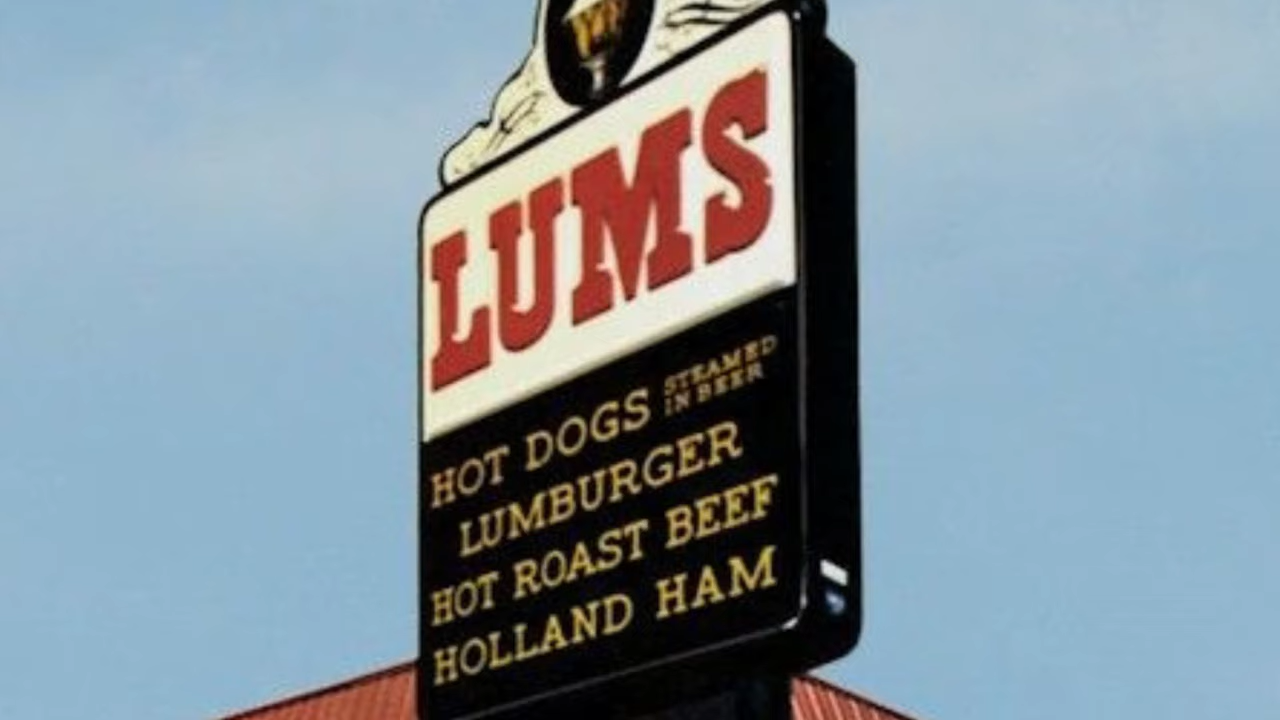 LUMS
HOT DOGS STEAMED
IN BEER
LUMBURGER
HOT ROAST BEEF
HOLLAND HAM